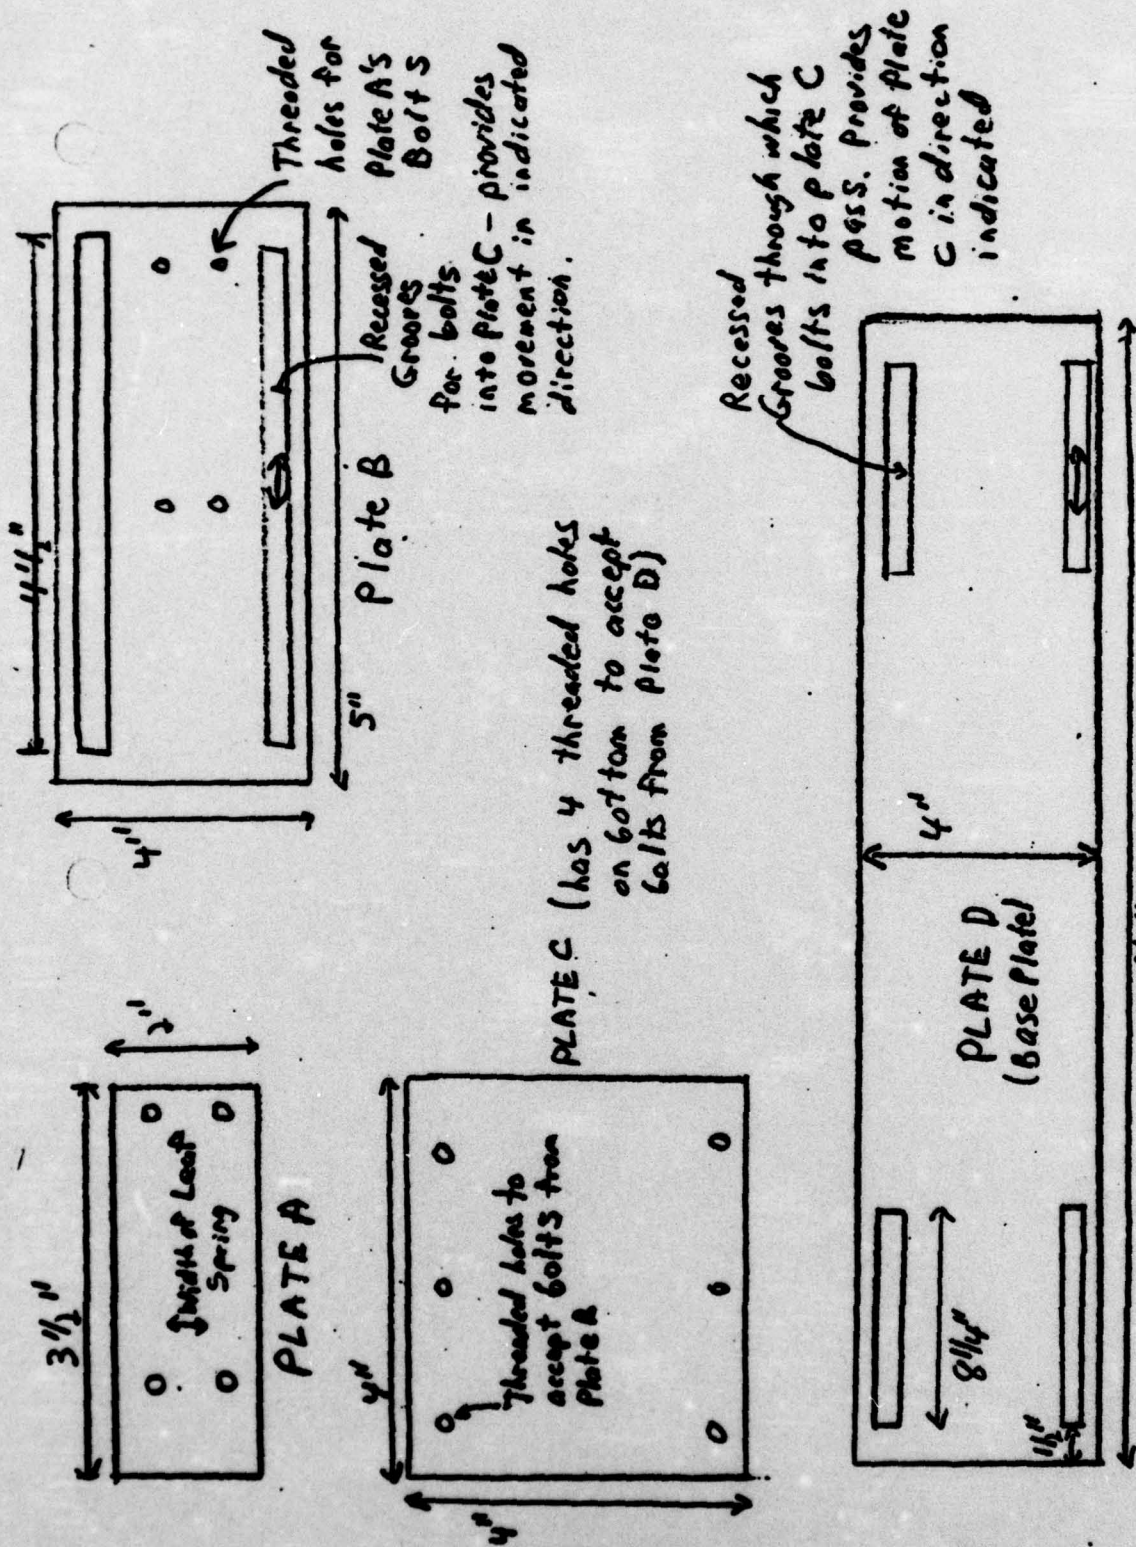 3 1/2"
2"
Width of Leaf
Spring
PLATE A
4 1/2"
4"
Threaded
holes for
Plate A's
Bolts
5"
Plate B
Recessed
Grooves
for bolts
into Plate C - provides
movement in indicated
direction.
4"
4"
Threaded holes to
accept bolts from
Plate B
PLATE C (has 4 threaded holes
on bottom to accept
bolts from Plate D)
Recessed
Grooves through which
bolts into plate C
pass. Provides
motion of Plate
C in direction
indicated
8 1/4"
1/2"
PLATE D
(Base Plate)
4"